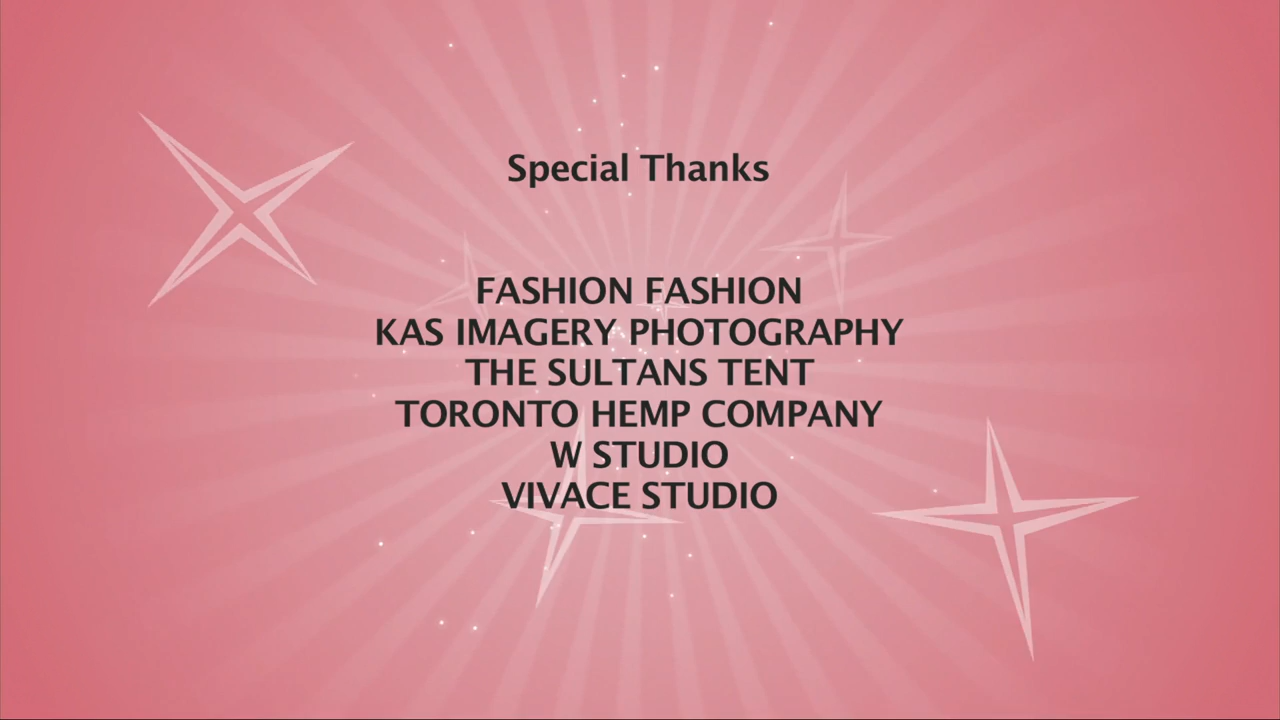 Special Thanks
FASHION FASHION
KAS IMAGERY PHOTOGRAPHY
THE SULTANS TENT
TORONTO HEMP COMPANY
W STUDIO
VIVACE STUDIO